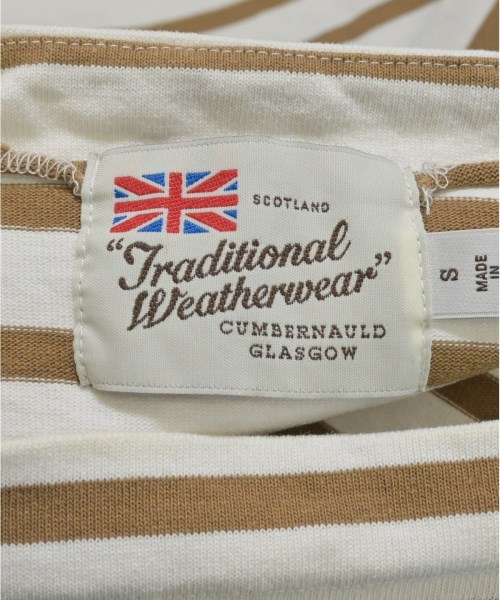 SCOTLAND
"Traditional
Weatherwear"
CUMBERNAULD
GLASGOW
S
MADE
IN